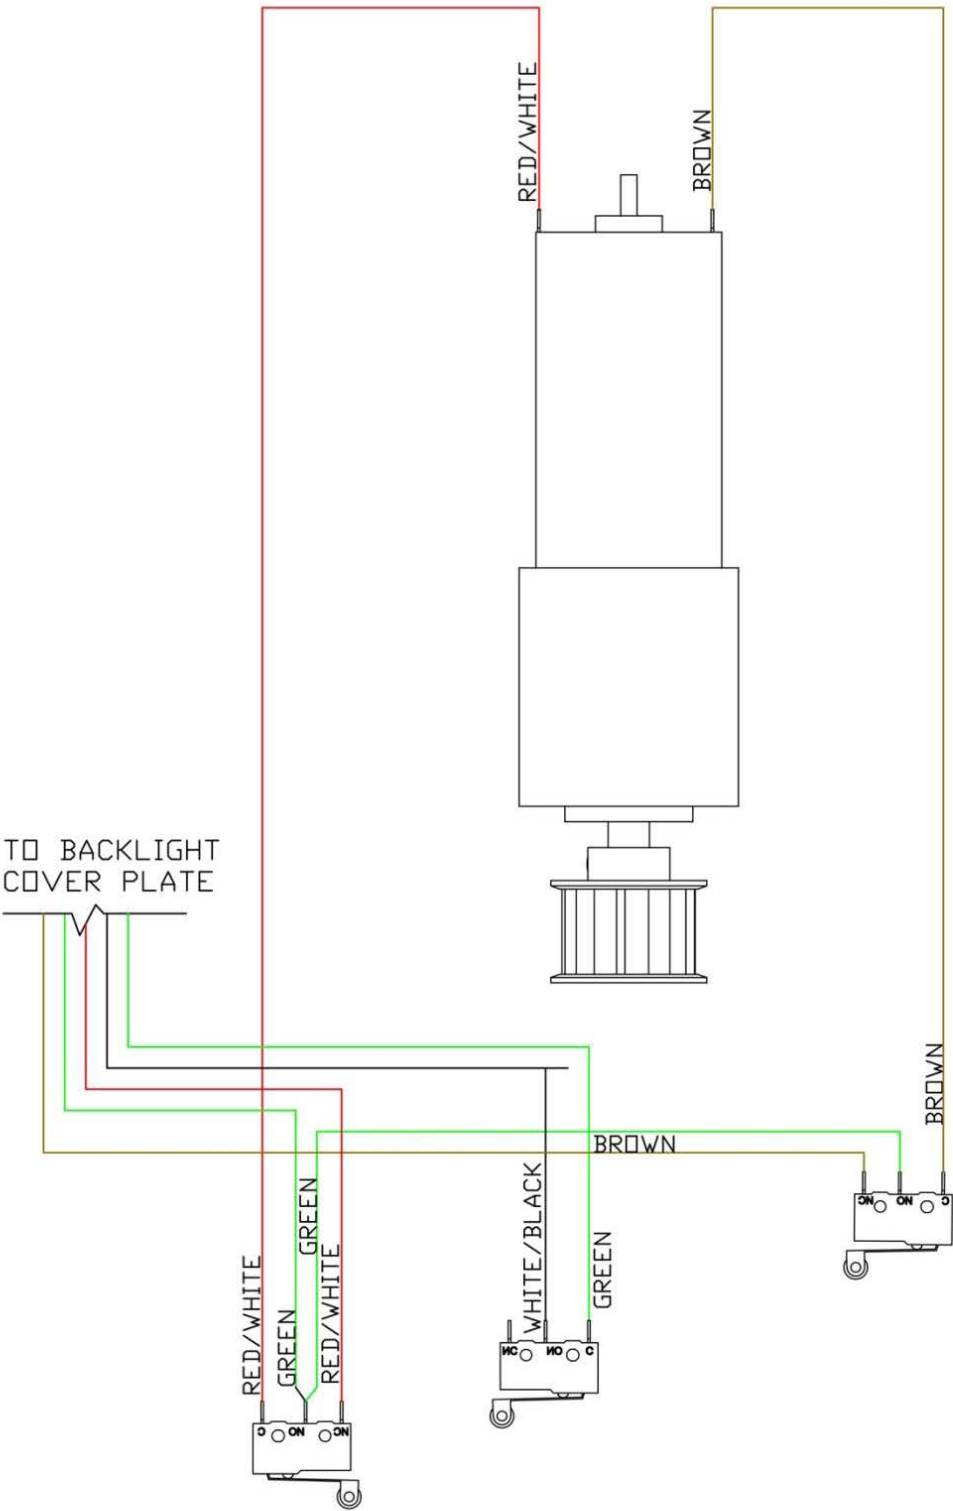 RED/WHITE
BROWN
TO BACKLIGHT
COVER PLATE
BROWN
BROWN
GREEN
WHITE/BLACK
GREEN
RED/WHITE
GREEN
RED/WHITE
NC
NO
C
NC
NO
C
C
NO
NC